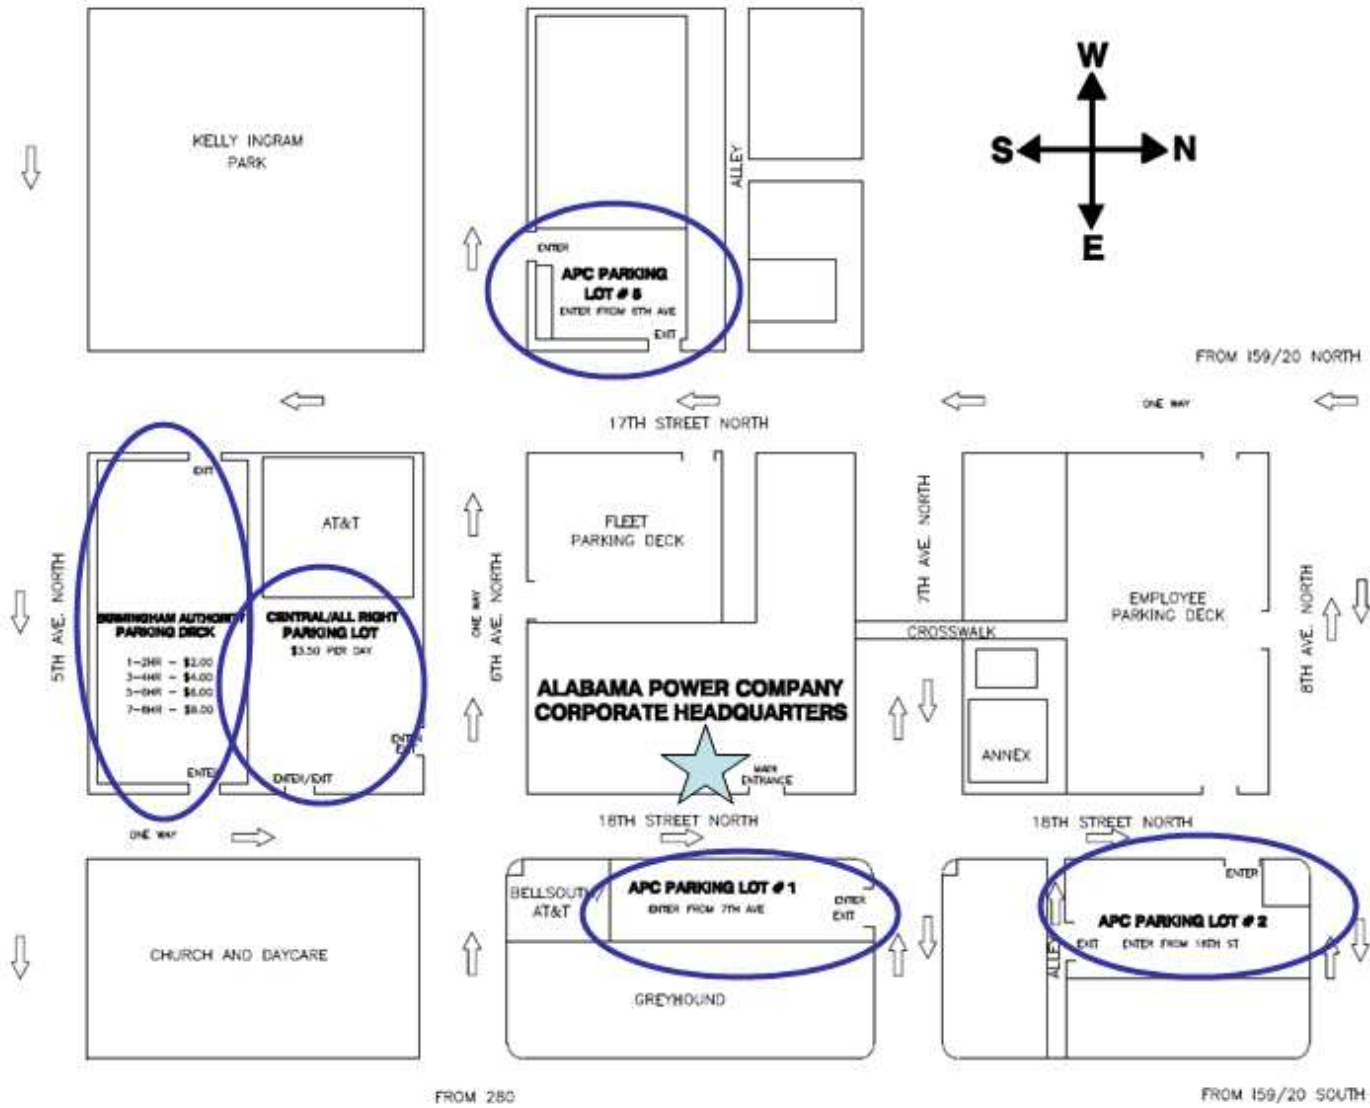 KELLY INGRAM
PARK
ALLEY
W
S
N
E
ENTER
APC PARKING
LOT # 5
ENTER FROM 6TH AVE
EXIT
FROM I59/20 NORTH
ONE WAY
17TH STREET NORTH
EXIT
AT&T
FLEET
PARKING DECK
5TH AVE. NORTH
ONE WAY
6TH AVE. NORTH
7TH AVE. NORTH
EMPLOYEE
PARKING DECK
8TH AVE. NORTH
BIRMINGHAM AUTHORITY
PARKING DECK
1-2HR - $2.00
3-4HR - $4.00
5-6HR - $6.00
7-8HR - $8.00
ENTER
CENTRAL/ALL RIGHT
PARKING LOT
$3.50 PER DAY
ENTER
EXIT
ENTER/EXIT
CROSSWALK
ALABAMA POWER COMPANY
CORPORATE HEADQUARTERS
MAIN
ENTRANCE
ANNEX
ONE WAY
18TH STREET NORTH
18TH STREET NORTH
CHURCH AND DAYCARE
BELLSOUTH/
AT&T
APC PARKING LOT # 1
ENTER FROM 7TH AVE
ENTER
EXIT
GREYHOUND
ENTER
APC PARKING LOT # 2
EXIT
ENTER FROM 18TH ST
ALLEY
FROM 280
FROM I59/20 SOUTH